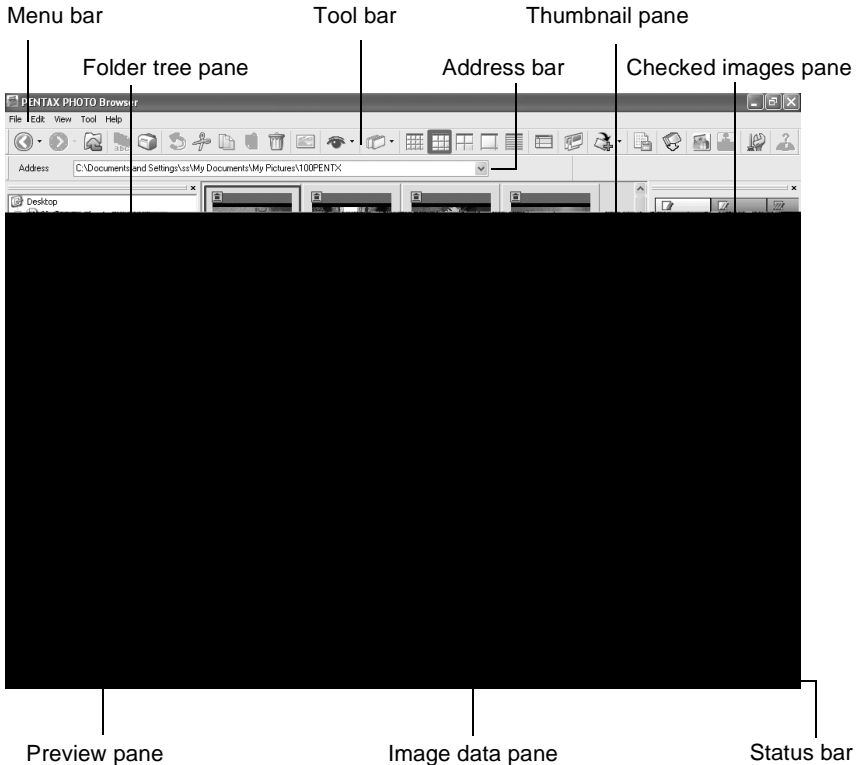 Menu bar Tool bar Thumbnail pane
Folder tree pane Address bar Checked images pane
PENTAX PHOTO Browser
File Edit View Tool Help
Address C:\Documents and Settings\ss\My Documents\My Pictures\100PENTX
Desktop
Preview pane Image data pane Status bar